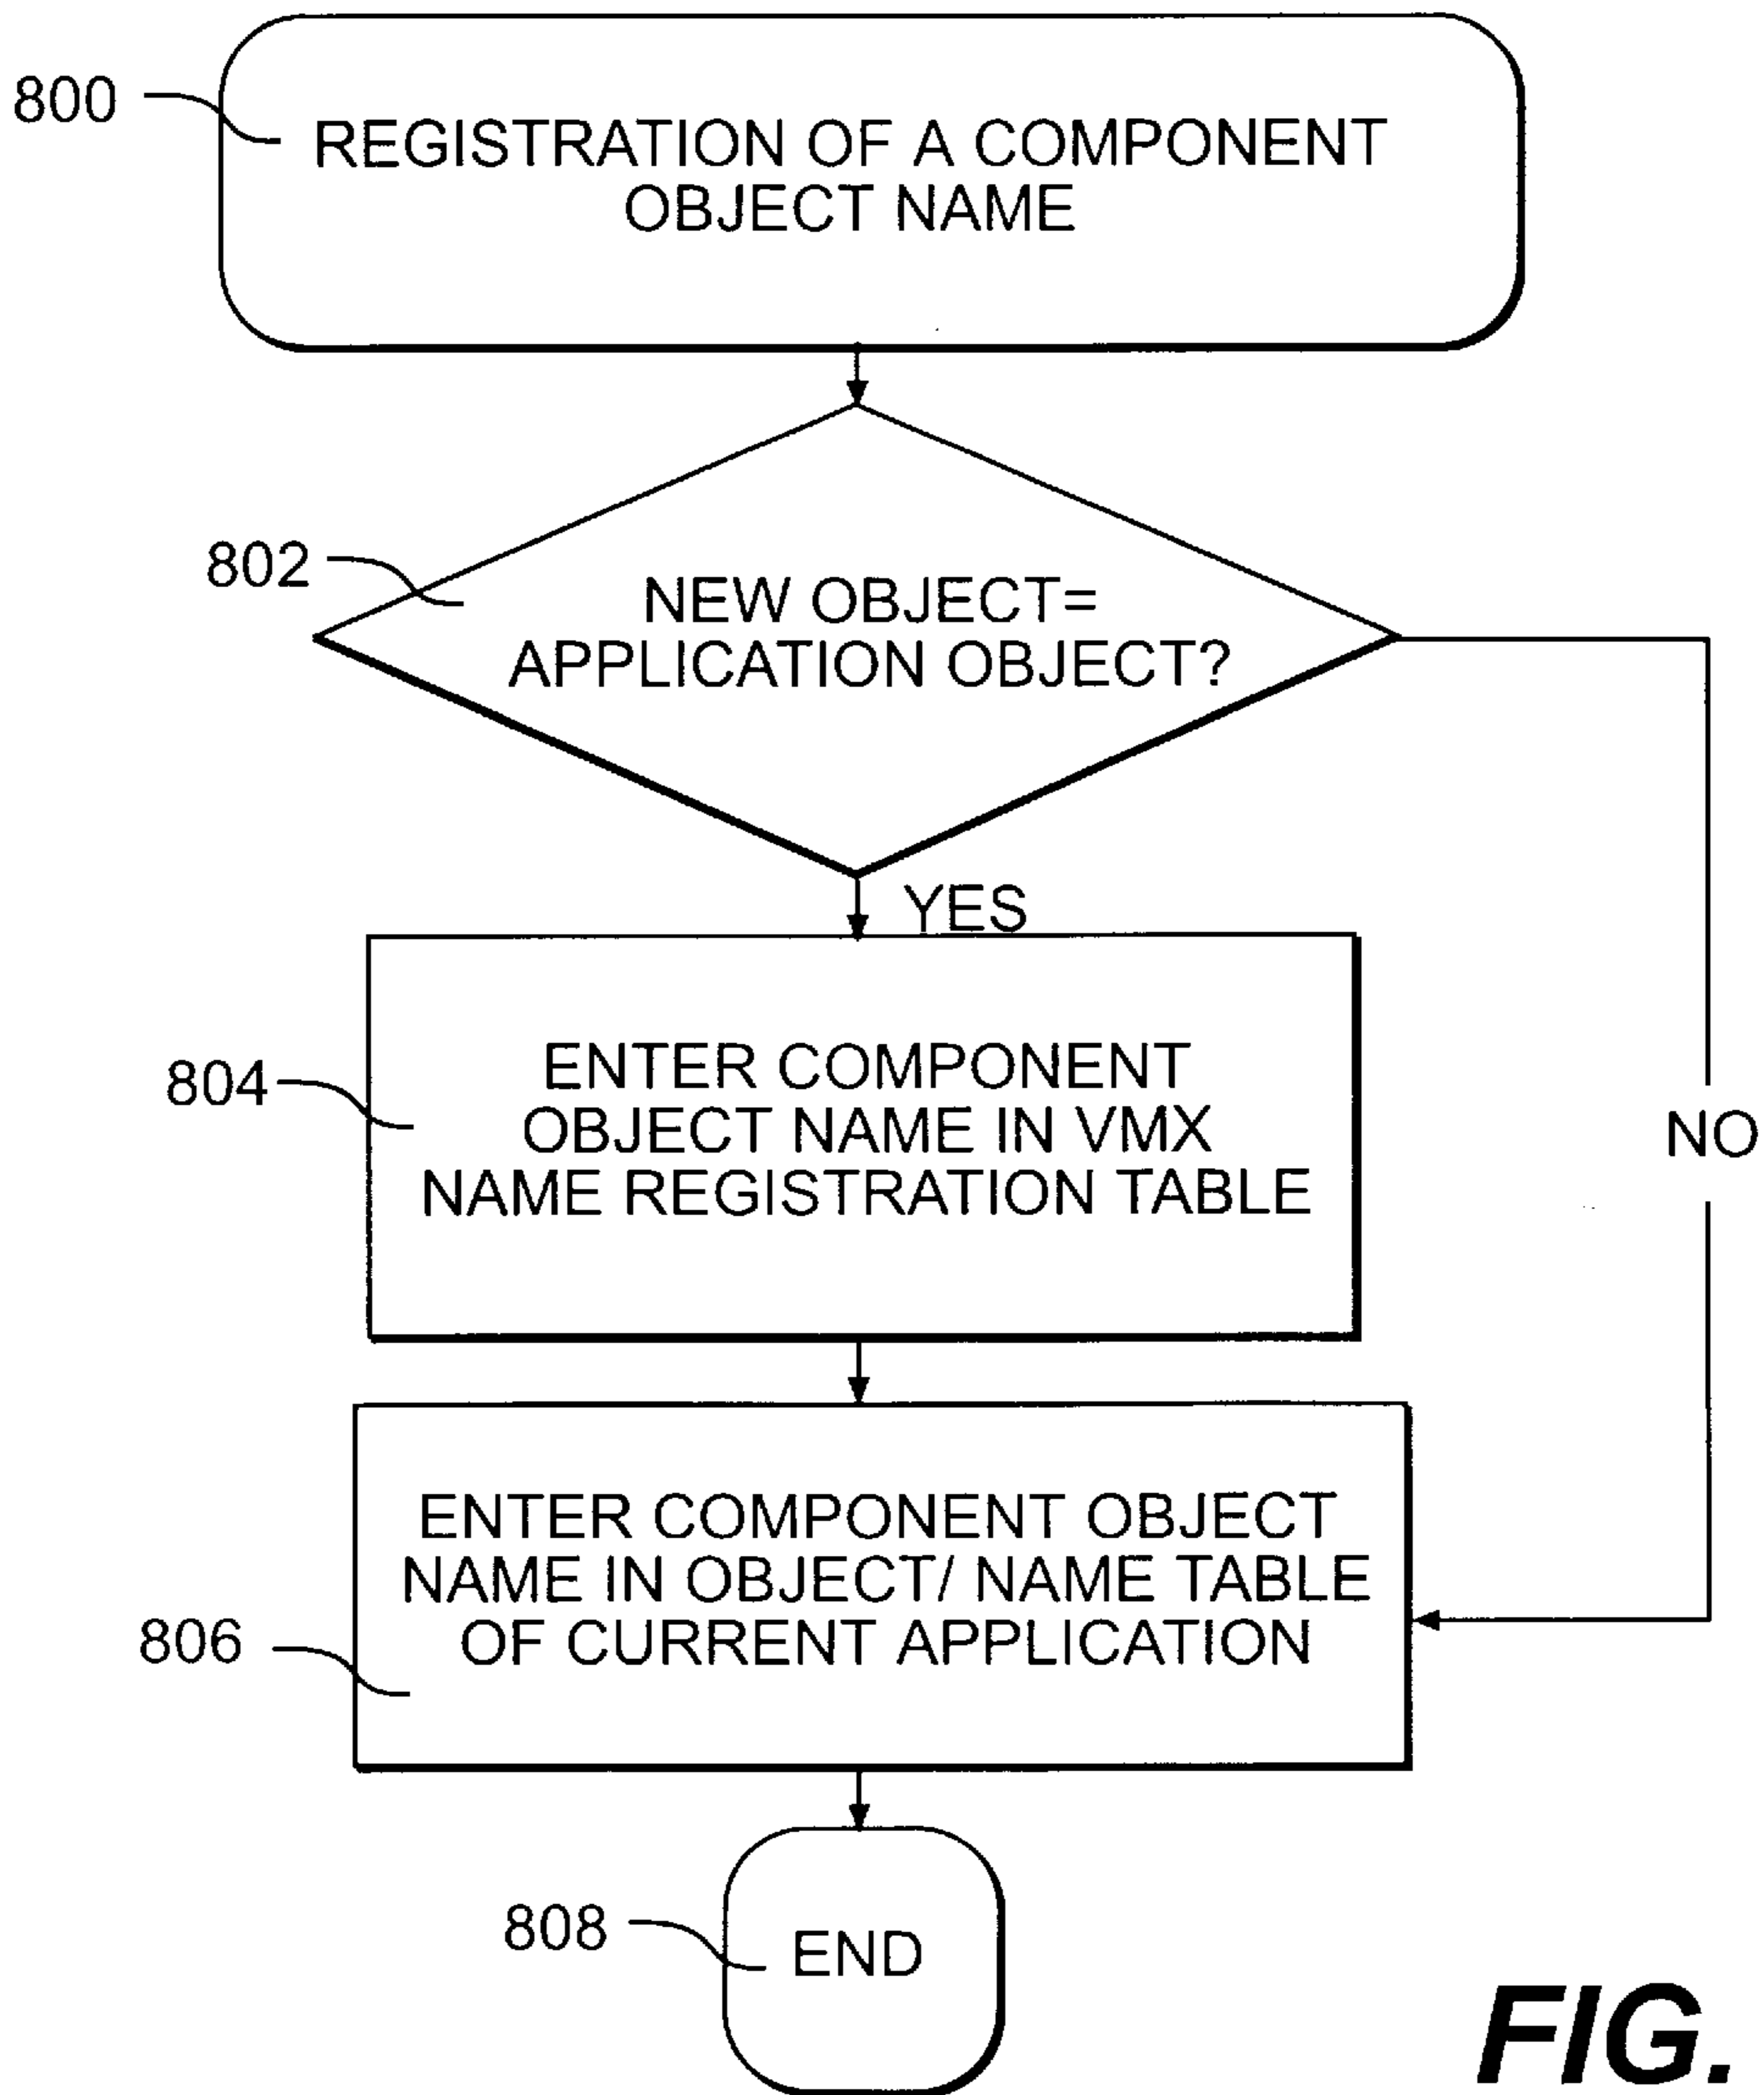 800
REGISTRATION OF A COMPONENT
OBJECT NAME
802
NEW OBJECT=
APPLICATION OBJECT?
YES
804
ENTER COMPONENT
OBJECT NAME IN VMX
NAME REGISTRATION TABLE
NO
ENTER COMPONENT OBJECT
NAME IN OBJECT/ NAME TABLE
OF CURRENT APPLICATION
806
808
END
FIG.